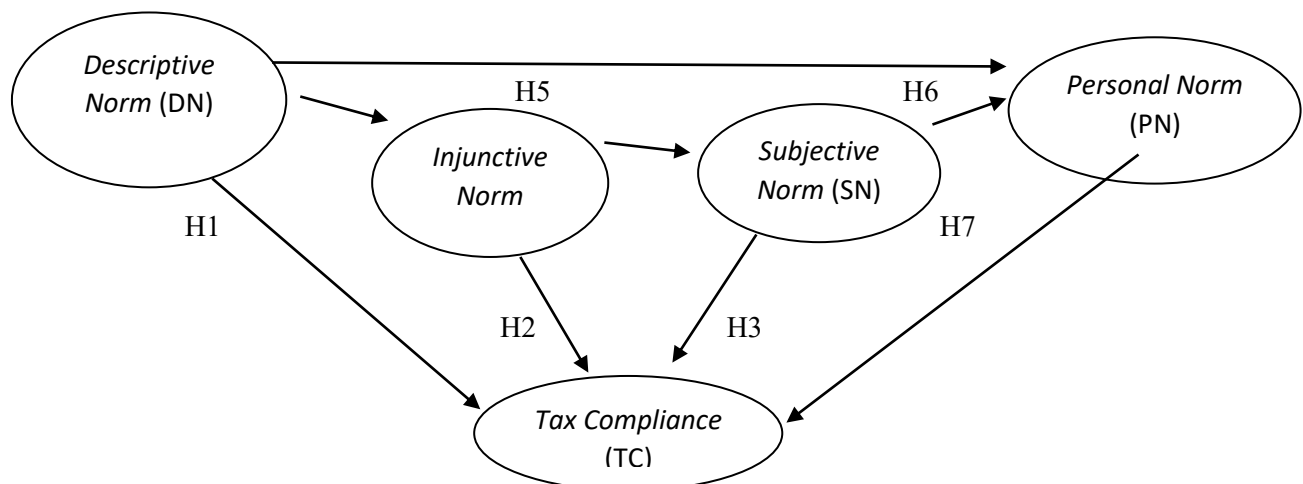 Descriptive
Norm (DN)
H5
H6
Personal Norm
(PN)
Injunctive
Norm
Subjective
Norm (SN)
H1
H7
H2
H3
Tax Compliance
(TC)